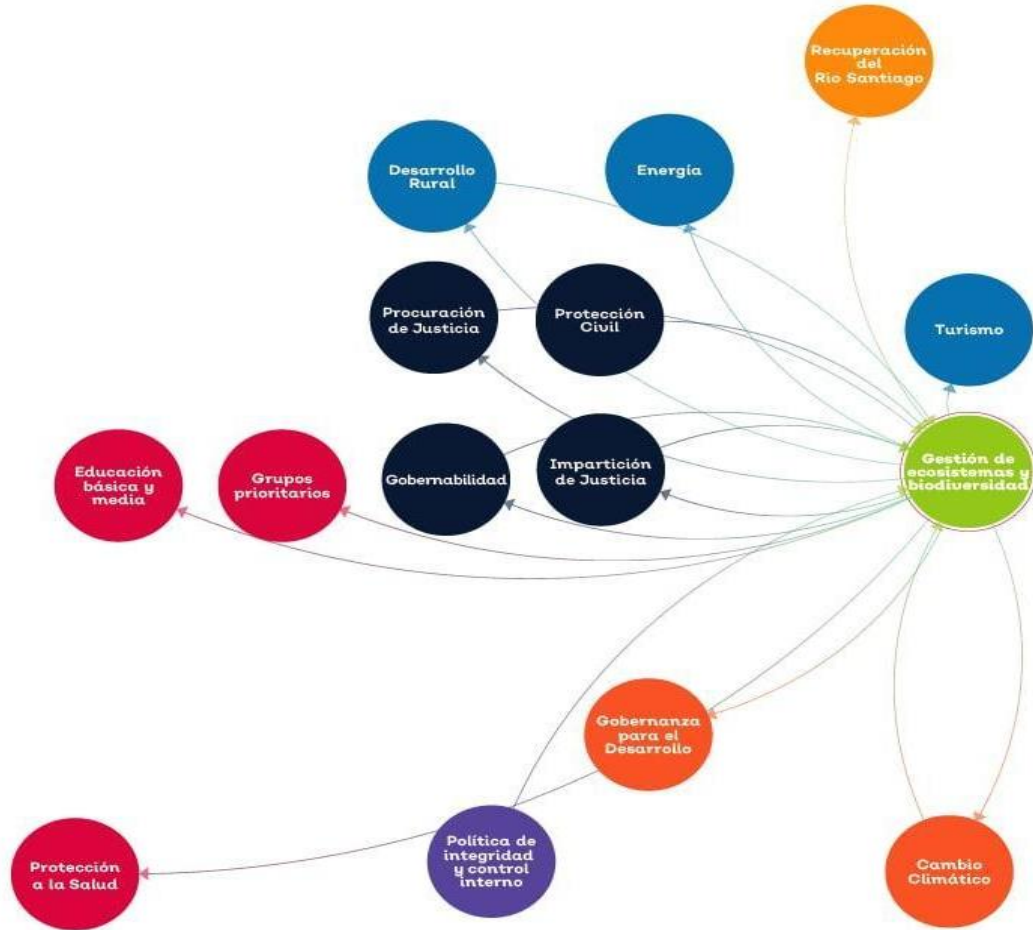 Recuperación
del
Río Santiago
Desarrollo
Rural
Energía
Procuración
de Justicia
Protección
Civil
Turismo
Educación
básica y
media
Grupos
prioritarios
Gobernabilidad
Impartición
de Justicia
Gestión de
ecosistemas y
biodiversidad
Gobernanza
para el
Desarrollo
Protección
a la Salud
Política de
integridad
y control
interno
Cambio
Climático